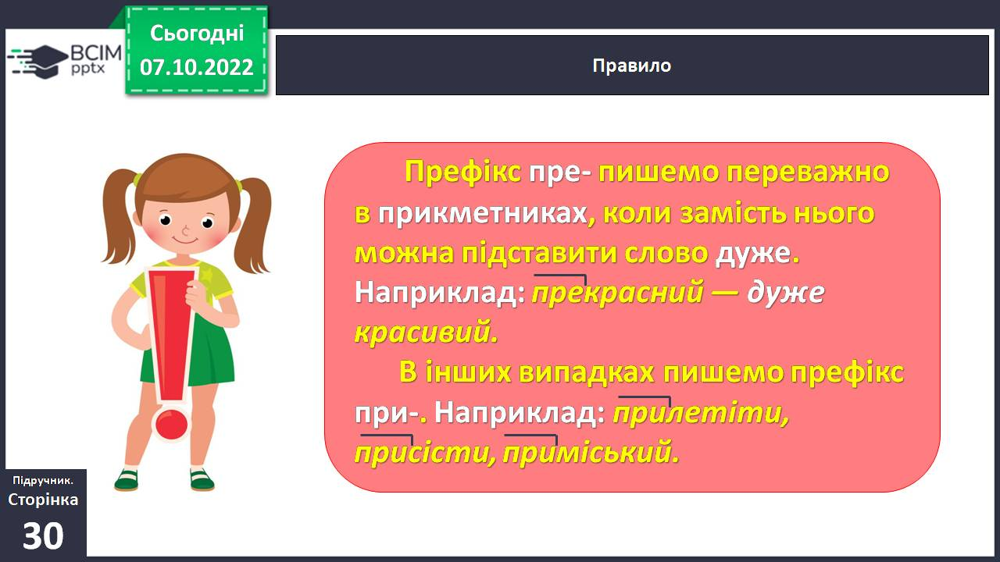 Сьогодні
07.10.2022
BCIM
pptx
Правило
Префікс пре- пишемо переважно
в прикметниках, коли замість нього
можна підставити слово дуже.
Наприклад: прекрасний — дуже
красивий.
В інших випадках пишемо префікс
при-. Наприклад: прилетіти,
присісти, приміський.
Підручник.
Сторінка
30